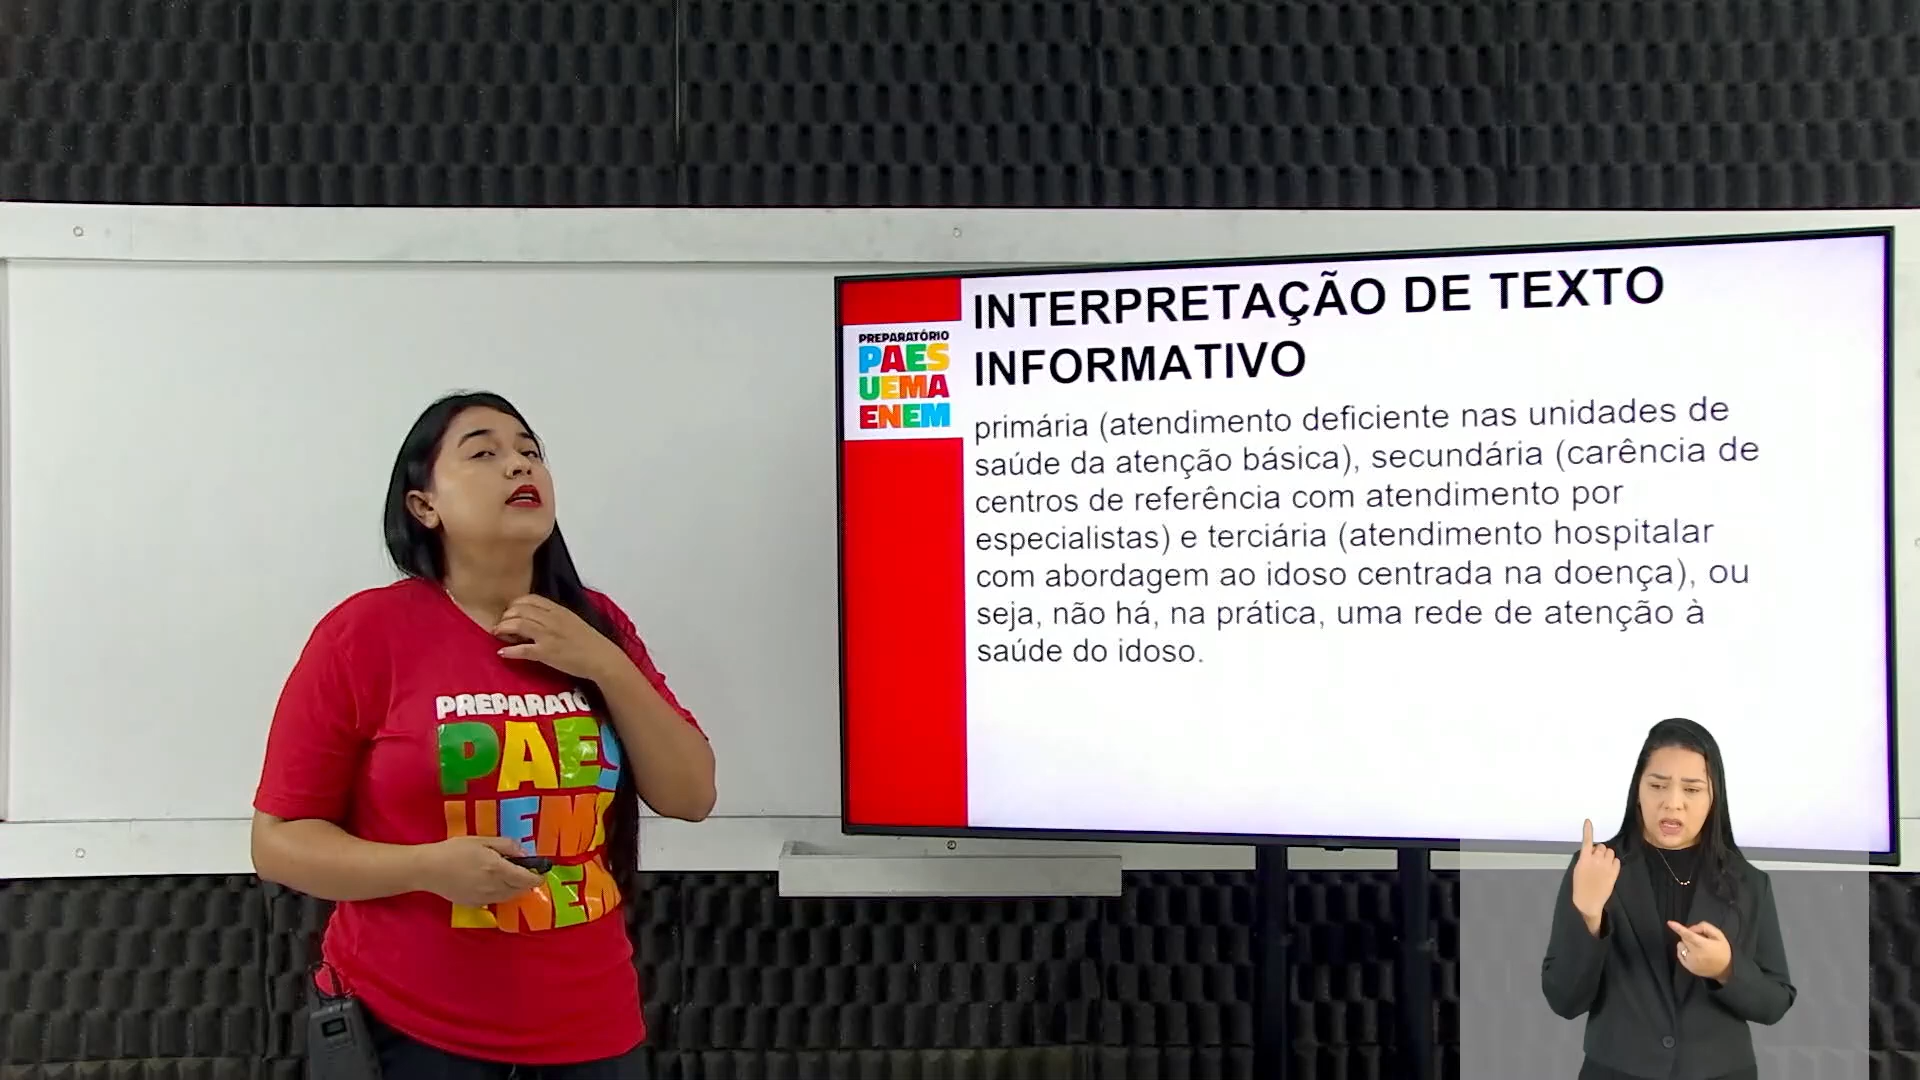 INTERPRETAÇÃO DE TEXTO
INFORMATIVO
PREPARATÓRIO
PAES
UEMA
ENEM
primária (atendimento deficiente nas unidades de
saúde da atenção básica), secundária (carência de
centros de referência com atendimento por
especialistas) e terciária (atendimento hospitalar
com abordagem ao idoso centrada na doença), ou
seja, não há, na prática, uma rede de atenção à
saúde do idoso.
PREPARATÓ
PAES
UEMA
ENEM